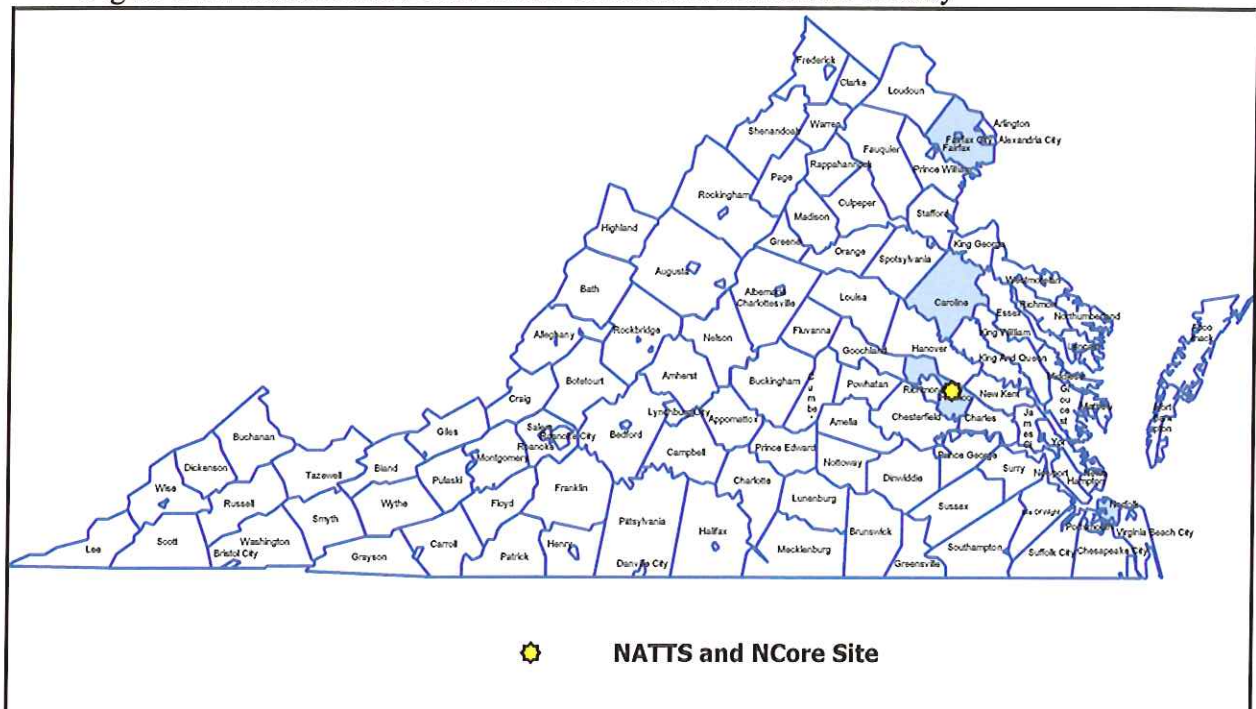 Frederick
Clarke
Loudoun
Arlington
Fairfax City
Alexandria City
Fairfax
Shenandoah
Warren
Fauquier
Prince William
Rappahannock
Page
Rockingham
Culpeper
Madison
Stafford
Highland
Greene
Orange
King George
Spotsylvania
Augusta
Westmoreland
Bath
Albemarle
Charlottesville
Louisa
Caroline
Richmond
Essex
Northumberland
Alleghany
Rockbridge
Nelson
Fluvanna
Hanover
King William
Goochland
King And Queen
Botetourt
Amherst
Buckingham
Powhatan
Richmond
New Kent
Craig
Lynchburg City
Appomattox
Amelia
Chesterfield
Charles
Giles
Salem
Roanoke City
Roanoke
Bedford
Buchanan
Montgomery
Campbell
Prince Edward
Nottoway
Prince George
Surry
Newport
Hampton
Dickenson
Tazewell
Bland
Pulaski
Charlotte
Dinwiddie
Wise
Russell
Wythe
Floyd
Franklin
Lunenburg
Sussex
Norfolk
Smyth
Pittsylvania
Halifax
Brunswick
Portsmouth
Virginia Beach City
Lee
Scott
Washington
Bristol City
Grayson
Carroll
Patrick
Henry
Danville City
Mecklenburg
Greensville
Southampton
Suffolk City
Chesapeake City
NATTS and NCore Site